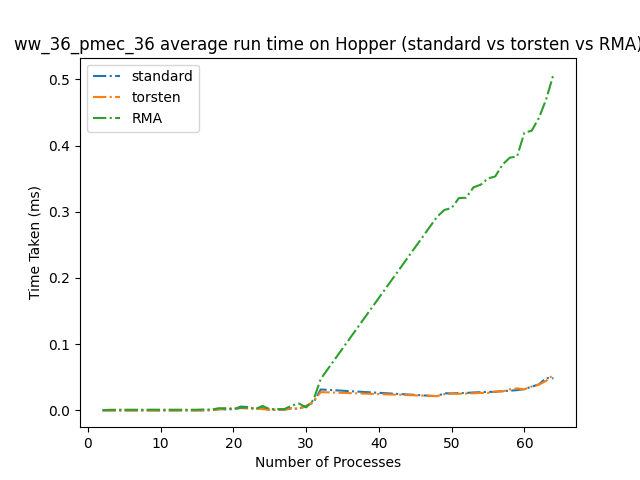 ww_36_pmec_36 average run time on Hopper (standard vs torsten vs RMA)
standard
torsten
RMA
Time Taken (ms)
0.5
0.4
0.3
0.2
0.1
0.0
0 10 20 30 40 50 60
Number of Processes